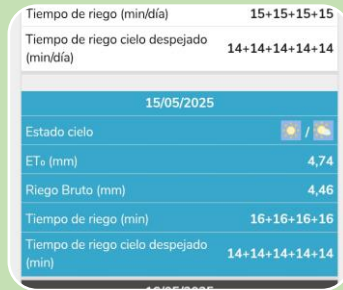 Tiempo de riego (min/día) 15+15+15+15
Tiempo de riego cielo despejado
(min/día) 14+14+14+14+14
15/05/2025
Estado cielo /
ET₀ (mm) 4,74
Riego Bruto (mm) 4,46
Tiempo de riego (min) 16+16+16+16
Tiempo de riego cielo despejado
(min) 14+14+14+14+14